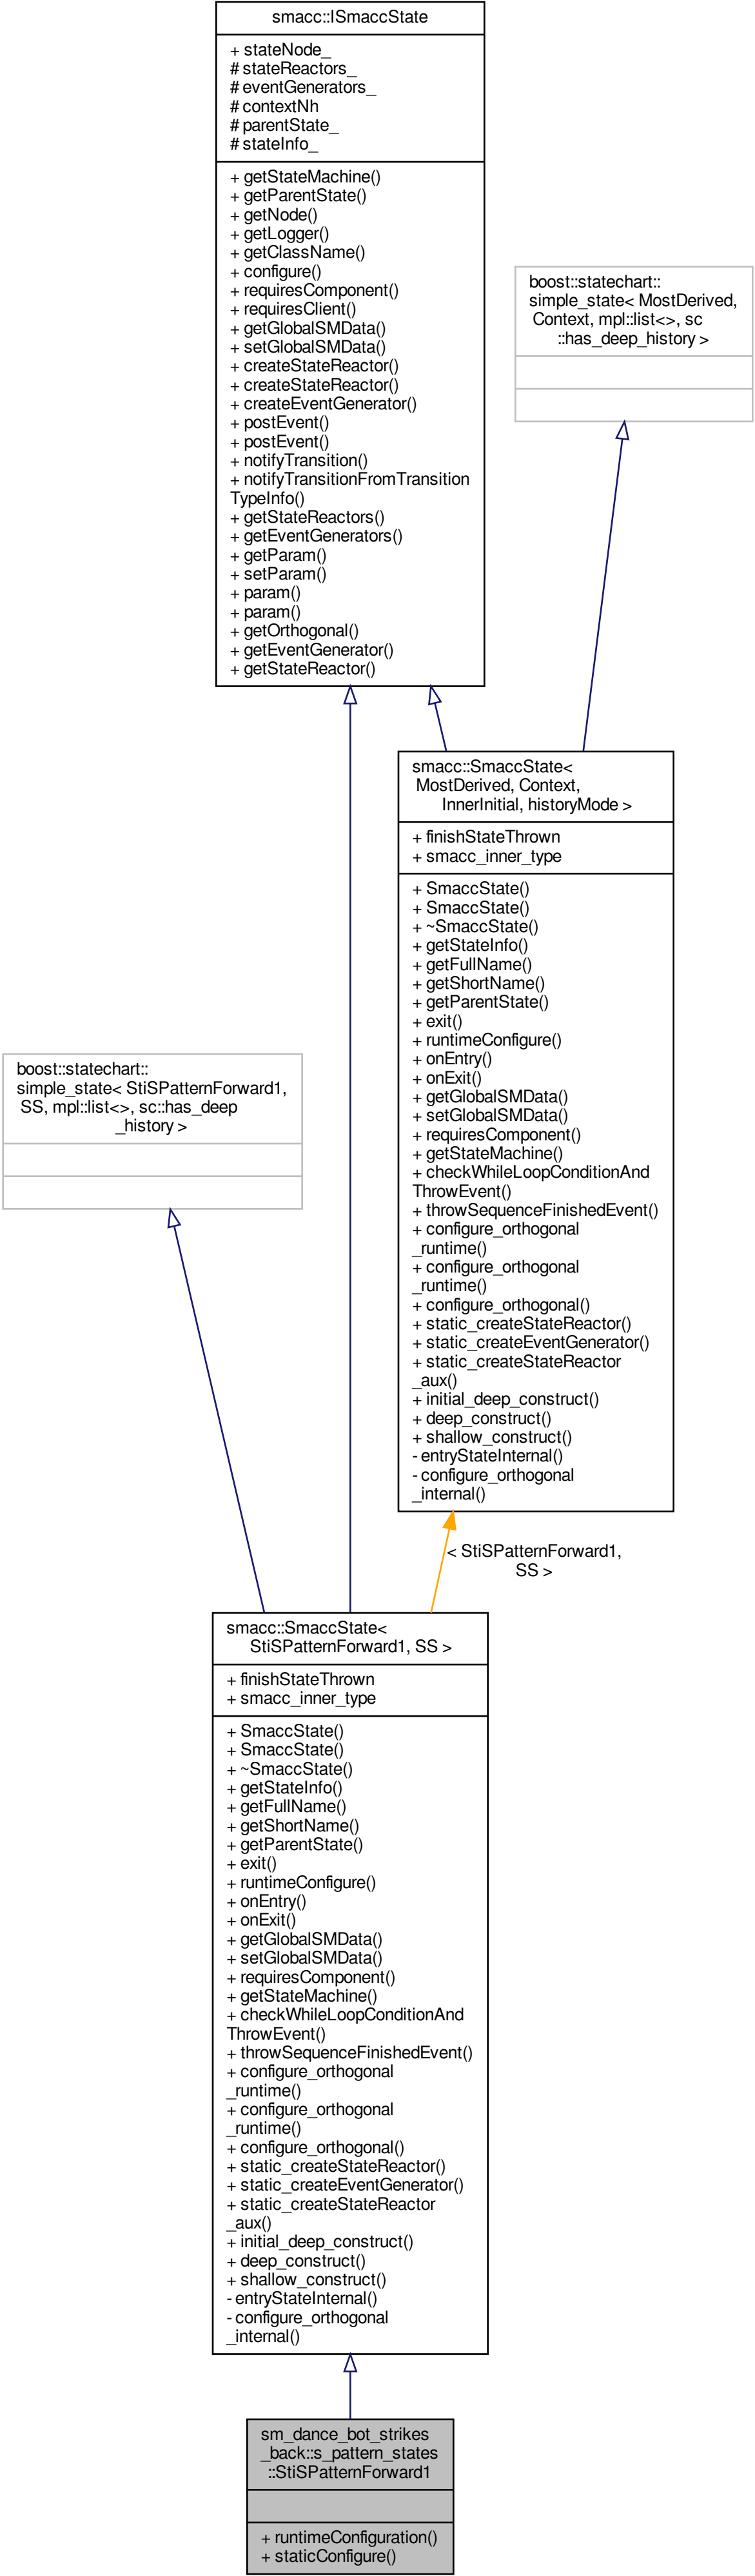 smacc::ISmaccState
+ stateNode_
# stateReactors_
# eventGenerators_
# contextNh
# parentState_
# stateInfo_
+ getStateMachine()
+ getParentState()
+ getNode()
+ getLogger()
+ getClassName()
+ configure()
+ requiresComponent()
+ requiresClient()
+ getGlobalSMData()
+ setGlobalSMData()
+ createStateReactor()
+ createStateReactor()
+ createEventGenerator()
+ postEvent()
+ postEvent()
+ notifyTransition()
+ notifyTransitionFromTransition
TypeInfo()
+ getStateReactors()
+ getEventGenerators()
+ getParam()
+ setParam()
+ param()
+ param()
+ getOrthogonal()
+ getEventGenerator()
+ getStateReactor()
boost::statechart::
simple_state< MostDerived,
Context, mpl::list<>, sc
::has_deep_history >
smacc::SmaccState<
MostDerived, Context,
InnerInitial, historyMode >
+ finishStateThrown
+ smacc_inner_type
+ SmaccState()
+ SmaccState()
+ ~SmaccState()
+ getStateInfo()
+ getFullName()
+ getShortName()
+ getParentState()
+ exit()
+ runtimeConfigure()
+ onEntry()
+ onExit()
+ getGlobalSMData()
+ setGlobalSMData()
+ requiresComponent()
+ getStateMachine()
+ checkWhileLoopConditionAnd
ThrowEvent()
+ throwSequenceFinishedEvent()
+ configure_orthogonal
_runtime()
+ configure_orthogonal
_runtime()
+ configure_orthogonal()
+ static_createStateReactor()
+ static_createEventGenerator()
+ static_createStateReactor
_aux()
+ initial_deep_construct()
+ deep_construct()
+ shallow_construct()
- entryStateInternal()
- configure_orthogonal
_internal()
boost::statechart::
simple_state< StiSPatternForward1,
SS, mpl::list<>, sc::has_deep
_history >
< StiSPatternForward1,
SS >
smacc::SmaccState<
StiSPatternForward1, SS >
+ finishStateThrown
+ smacc_inner_type
+ SmaccState()
+ SmaccState()
+ ~SmaccState()
+ getStateInfo()
+ getFullName()
+ getShortName()
+ getParentState()
+ exit()
+ runtimeConfigure()
+ onEntry()
+ onExit()
+ getGlobalSMData()
+ setGlobalSMData()
+ requiresComponent()
+ getStateMachine()
+ checkWhileLoopConditionAnd
ThrowEvent()
+ throwSequenceFinishedEvent()
+ configure_orthogonal
_runtime()
+ configure_orthogonal
_runtime()
+ configure_orthogonal()
+ static_createStateReactor()
+ static_createEventGenerator()
+ static_createStateReactor
_aux()
+ initial_deep_construct()
+ deep_construct()
+ shallow_construct()
- entryStateInternal()
- configure_orthogonal
_internal()
sm_dance_bot_strikes
_back::s_pattern_states
::StiSPatternForward1
+ runtimeConfiguration()
+ staticConfigure()